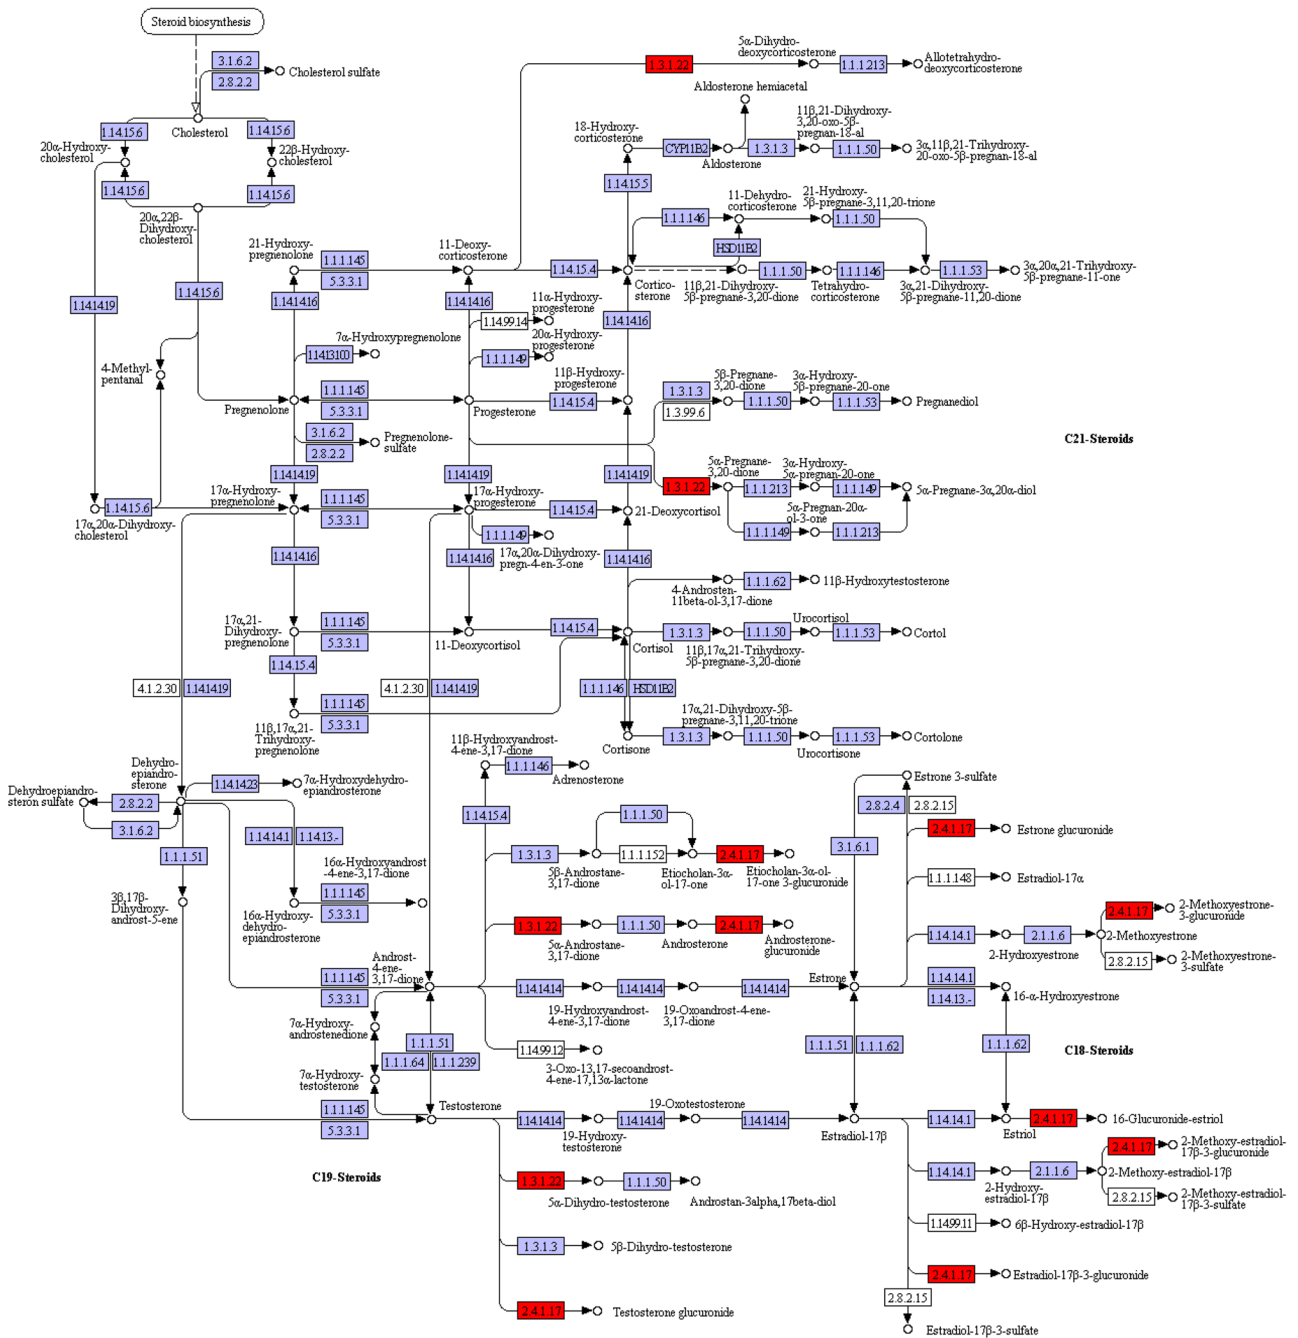 Steroid biosynthesis
3.1.6.2
2.8.2.2
Cholesterol sulfate
1.14.15.6
Cholesterol
1.14.15.6
20α-Hydroxy-
cholesterol
22β-Hydroxy-
cholesterol
1.14.15.6
1.14.15.6
20α,22β-
Dihydroxy-
cholesterol
1.14.14.19
1.14.15.6
4-Methyl-
pentanal
1.14.15.6
17α,20α-Dihydroxy-
cholesterol
1.3.1.22
5α-Dihydro-
deoxycorticosterone
1.1.1.213
Allotetrahydro-
deoxycorticosterone
Aldosterone hemiacetal
18-Hydroxy-
corticosterone
CYP11B2
Aldosterone
1.3.1.3
11β,21-Dihydroxy-
3,20-oxo-5β-
pregnan-18-al
1.1.1.50
3α,11β,21-Trihydroxy-
20-oxo-5β-pregnan-18-al
1.14.15.5
11-Dehydro-
corticosterone
21-Hydroxy-
5β-pregnane-3,11,20-trione
1.1.1.146
1.1.1.50
HSD11B2
21-Hydroxy-
pregnenolone
1.1.1.145
5.3.3.1
11-Deoxy-
corticosterone
1.14.15.4
Cortico-
sterone
11β,21-Dihydroxy-
5β-pregnane-3,20-dione
1.1.1.50
Tetrahydro-
corticosterone
1.1.1.146
3α,21-Dihydroxy-
5β-pregnane-11,20-dione
1.1.1.53
3α,20α,21-Trihydroxy-
5β-pregnane-11-one
1.14.14.16
1.14.14.16
11α-Hydroxy-
progesterone
1.14.99.14
1.14.14.16
7α-Hydroxypregnenolone
1.14.13.100
20α-Hydroxy-
progesterone
1.1.1.149
Pregnenolone
1.1.1.145
5.3.3.1
Progesterone
11β-Hydroxy-
progesterone
1.14.15.4
1.3.1.3
1.3.99.6
5β-Pregnane-
3,20-dione
1.1.1.50
3α-Hydroxy-
5β-pregnane-20-one
1.1.1.53
Pregnanediol
3.1.6.2
2.8.2.2
Pregnenolone-
sulfate
C21-Steroids
1.14.14.19
1.14.14.19
1.14.14.19
1.3.1.22
5α-Pregnane-
3,20-dione
1.1.1.213
3α-Hydroxy-
5α-pregnan-20-one
1.1.1.149
5α-Pregnane-3α,20α-diol
1.1.1.149
5α-Pregnan-20α-
ol-3-one
1.1.1.213
17α-Hydroxy-
pregnenolone
1.1.1.145
5.3.3.1
17α-Hydroxy-
progesterone
1.14.15.4
21-Deoxycortisol
1.1.1.149
17α,20α-Dihydroxy-
pregn-4-en-3-one
1.14.14.16
1.14.14.16
1.14.14.16
4-Androsten-
11beta-ol-3,17-dione
1.1.1.62
11β-Hydroxytestosterone
17α,21-
Dihydroxy-
pregnenolone
1.1.1.145
5.3.3.1
11-Deoxycortisol
1.14.15.4
Cortisol
1.3.1.3
11β,17α,21-Trihydroxy-
5β-pregnane-3,20-dione
1.1.1.50
Urocortisol
1.1.1.53
Cortol
1.14.15.4
4.1.2.30
1.14.14.19
4.1.2.30
1.14.14.19
1.1.1.146
HSD11B2
1.1.1.145
5.3.3.1
11β,17α,21-
Trihydroxy-
pregnenolone
Cortisone
1.3.1.3
17α,21-Dihydroxy-5β-
pregnane-3,11,20-trione
1.1.1.50
Urocortisone
1.1.1.53
Cortolone
11β-Hydroxyandrost-
4-ene-3,17-dione
1.1.1.146
Adrenosterone
Dehydro-
epiandro-
sterone
1.14.14.23
7α-Hydroxydehydro-
epiandrosterone
Dehydroepiandro-
steron sulfate
2.8.2.2
3.1.6.2
1.1.1.51
1.14.14.1
1.14.13.-
1.14.15.4
16α-Hydroxyandrost
-4-ene-3,17-dione
1.1.1.145
5.3.3.1
16α-Hydroxy-
dehydro-
epiandrosterone
3β,17β-
Dihydroxy-
androst-5-ene
1.1.1.50
1.3.1.3
5β-Androstane-
3,17-dione
1.1.1.152
Etiocholan-3α-
ol-17-one
2.4.1.17
Etiocholan-3α-ol-
17-one 3-glucuronide
1.3.1.22
5α-Androstane-
3,17-dione
1.1.1.50
Androsterone
2.4.1.17
Androsterone-
glucuronide
Estrone 3-sulfate
2.8.2.4
2.8.2.15
3.1.6.1
2.4.1.17
Estrone glucuronide
1.1.1.148
Estradiol-17α
1.14.14.1
2-Hydroxyestrone
2.1.1.6
2-Methoxyestrone
2.4.1.17
2-Methoxyestrone-
3-glucuronide
2.8.2.15
2-Methoxyestrone-
3-sulfate
Androst-
4-ene-
3,17-dione
1.1.1.145
5.3.3.1
1.14.14.14
19-Hydroxyandrost-
4-ene-3,17-dione
1.14.14.14
19-Oxoandrost-4-ene-
3,17-dione
1.14.14.14
Estrone
1.14.14.1
1.14.13.-
16-α-Hydroxyestrone
7α-Hydroxy-
androstenedione
1.1.1.51
1.1.1.64
1.1.1.239
1.14.99.12
3-Oxo-13,17-secoandrost-
4-ene-17,13α-lactone
1.1.1.51
1.1.1.62
1.1.1.62
C18-Steroids
7α-Hydroxy-
testosterone
1.1.1.145
5.3.3.1
Testosterone
1.14.14.14
19-Hydroxy-
testosterone
1.14.14.14
19-Oxotestosterone
1.14.14.14
Estradiol-17β
1.14.14.1
Estriol
2.4.1.17
16-Glucuronide-estriol
1.14.14.1
2-Hydroxy-
estradiol-17β
2.1.1.6
2-Methoxy-estradiol-17β
2.4.1.17
2-Methoxy-estradiol-
17β-3-glucuronide
2.8.2.15
2-Methoxy-estradiol-
17β-3-sulfate
C19-Steroids
1.3.1.22
5α-Dihydro-testosterone
1.1.1.50
Androstan-3alpha,17beta-diol
1.14.99.11
6β-Hydroxy-estradiol-17β
1.3.1.3
5β-Dihydro-testosterone
2.4.1.17
Estradiol-17β-3-glucuronide
2.4.1.17
Testosterone glucuronide
2.8.2.15
Estradiol-17β-3-sulfate